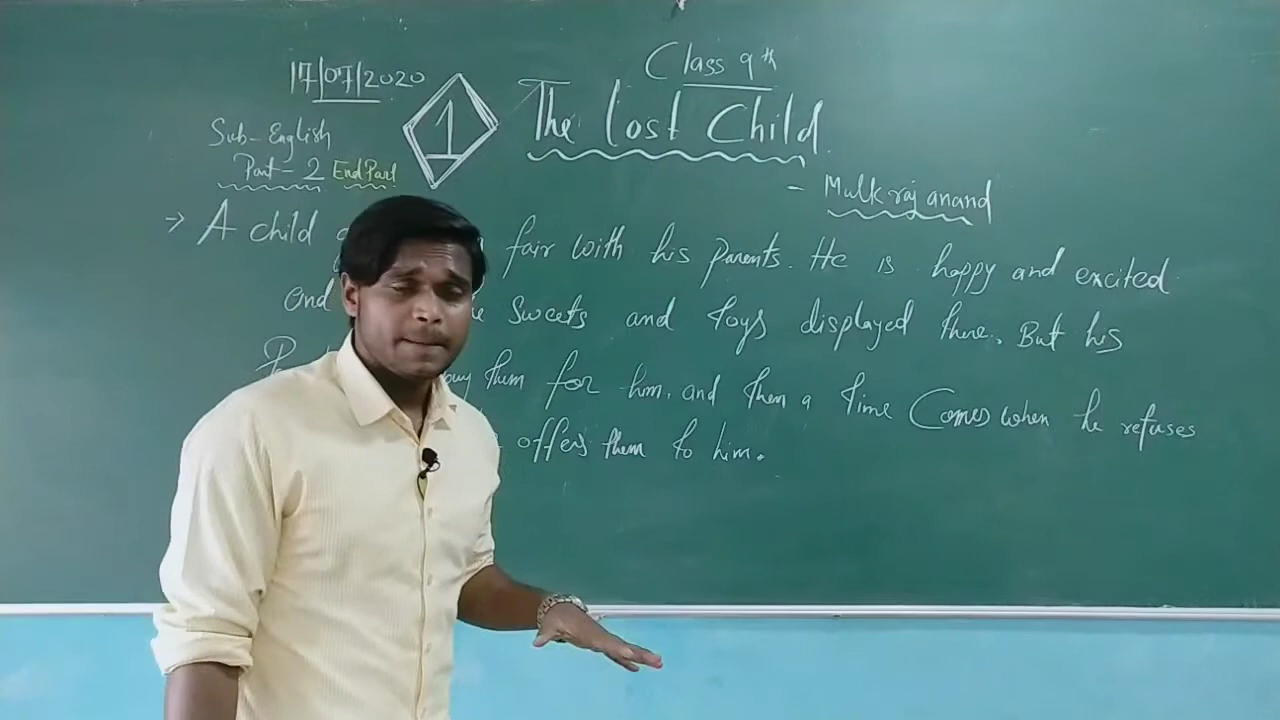 Class 9th
17/07/2020
1
The Lost Child.
Sub-English
Part-2 End Part
- Mulk raj anand
→ A child fair with his parents. He is happy and excited
and sweets and toys displayed there. But his
buy them for him. and then a time comes when he refuses
offers them to him.